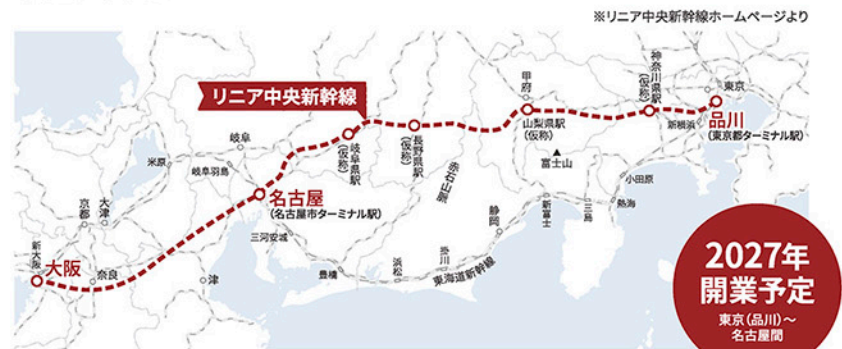 ※リニア中央新幹線ホームページより
リニア中央新幹線
東京
品川
(東京都ターミナル駅)
神奈川県駅
(仮称)
新横浜
甲府
山梨県駅
(仮称)
富士山
小田原
熱海
三島
新富士
静岡
赤石山脈
長野県駅
(仮称)
岐阜県駅
(仮称)
岐阜
岐阜羽島
米原
名古屋
(名古屋市ターミナル駅)
三河安城
豊橋
浜松
掛川
東海道新幹線
京都
大津
新大阪
大阪
奈良
津
2027年
開業予定
東京(品川)〜
名古屋間